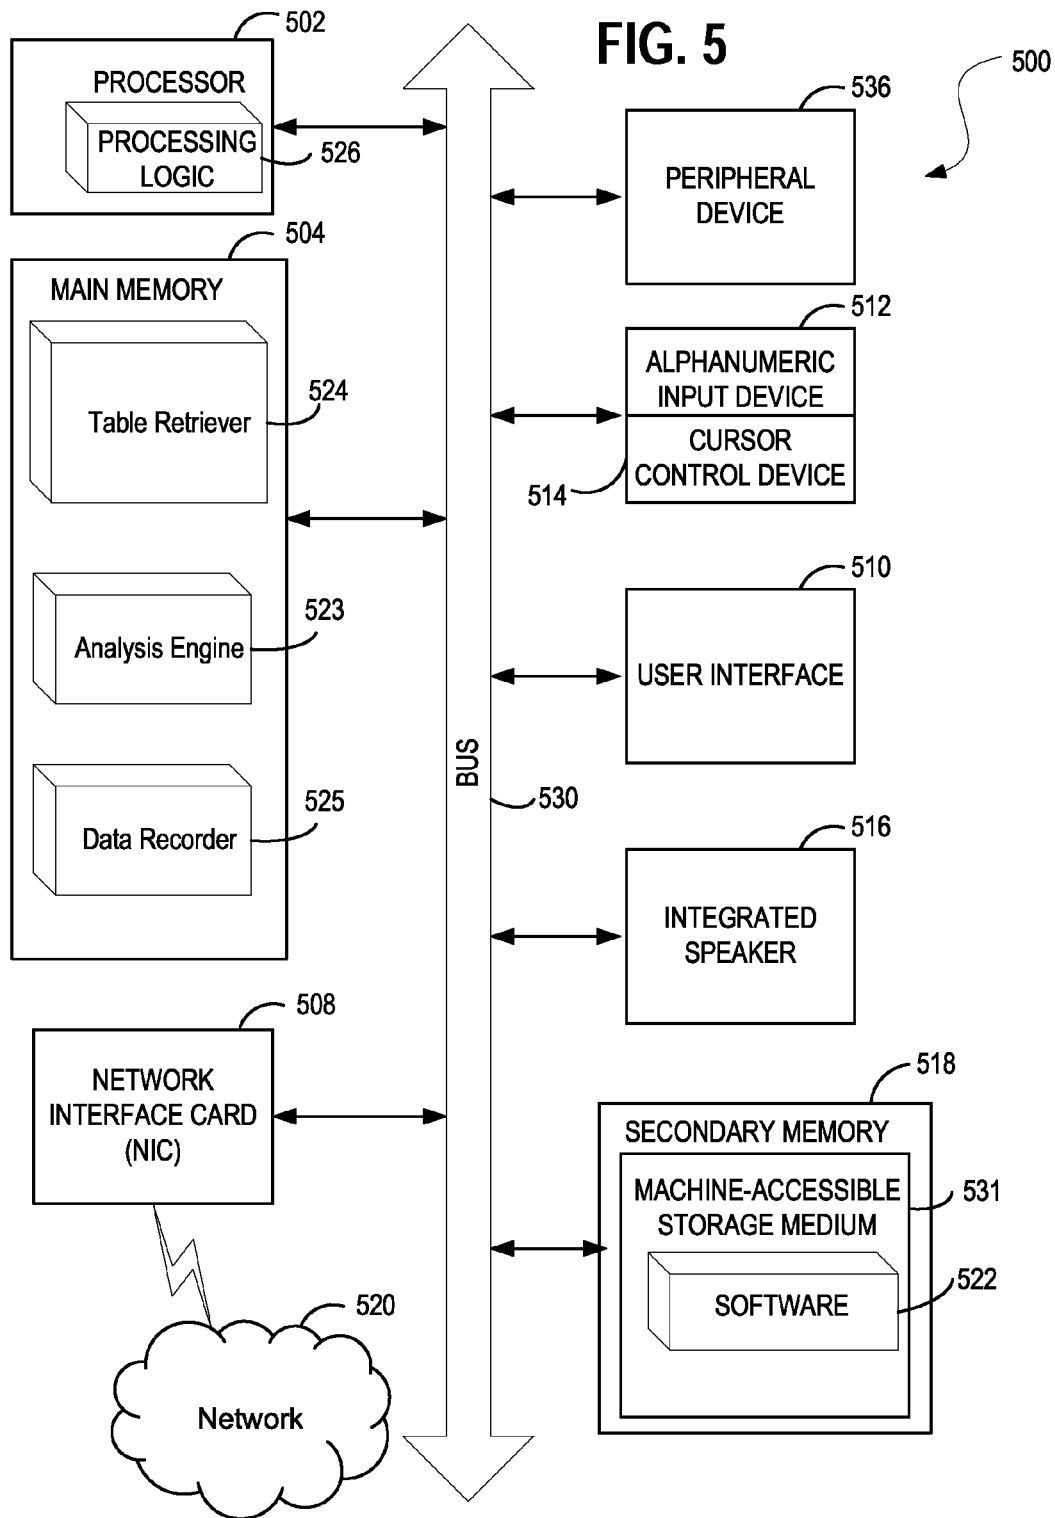 FIG. 5
500
502
PROCESSOR
PROCESSING
LOGIC
526
504
MAIN MEMORY
Table Retriever
524
Analysis Engine
523
Data Recorder
525
508
NETWORK
INTERFACE CARD
(NIC)
520
Network
BUS
530
536
PERIPHERAL
DEVICE
512
ALPHANUMERIC
INPUT DEVICE
CURSOR
CONTROL DEVICE
514
510
USER INTERFACE
516
INTEGRATED
SPEAKER
518
SECONDARY MEMORY
MACHINE-ACCESSIBLE
STORAGE MEDIUM
531
SOFTWARE
522